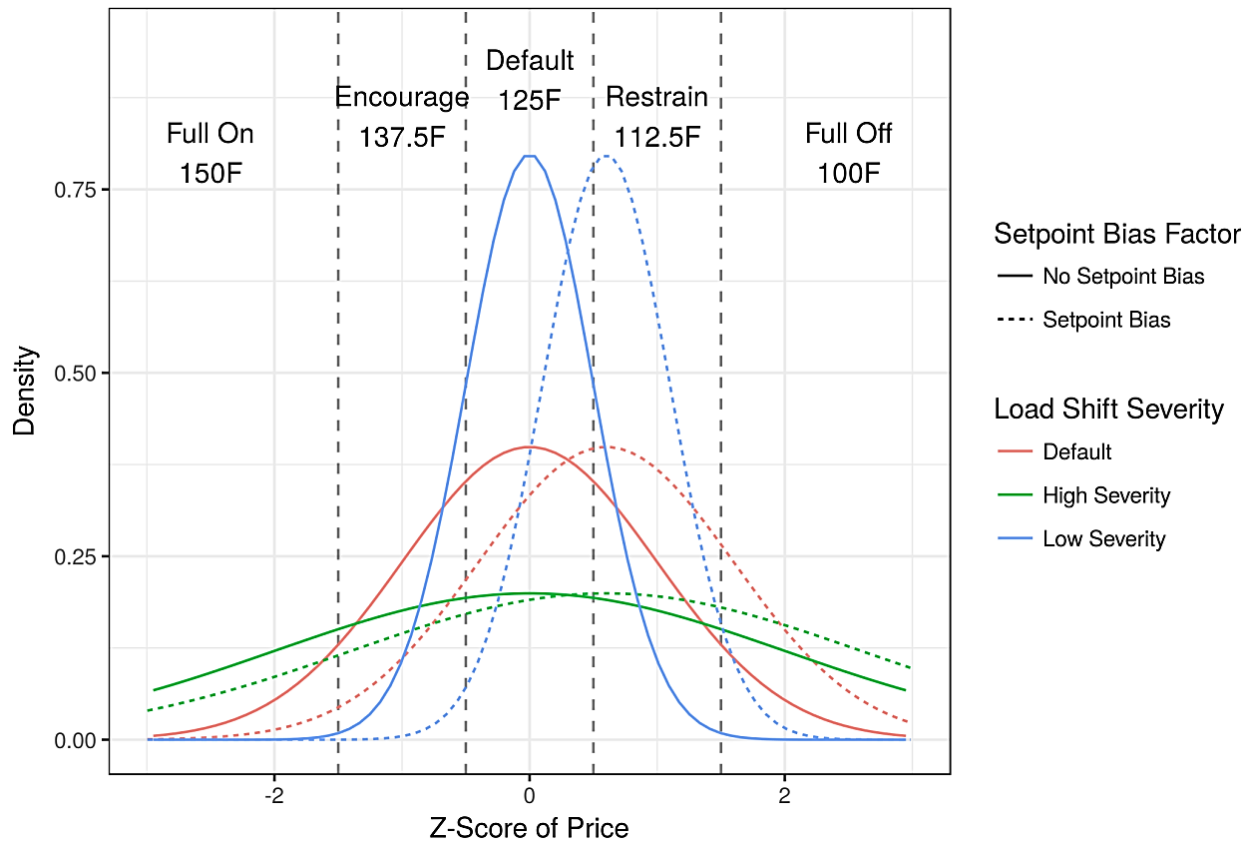 Default
125F
Encourage
137.5F
Restrain
112.5F
Full On
150F
Full Off
100F
Density
0.75
0.50
0.25
0.00
-2
0
2
Z-Score of Price
Setpoint Bias Factor
No Setpoint Bias
Setpoint Bias
Load Shift Severity
Default
High Severity
Low Severity